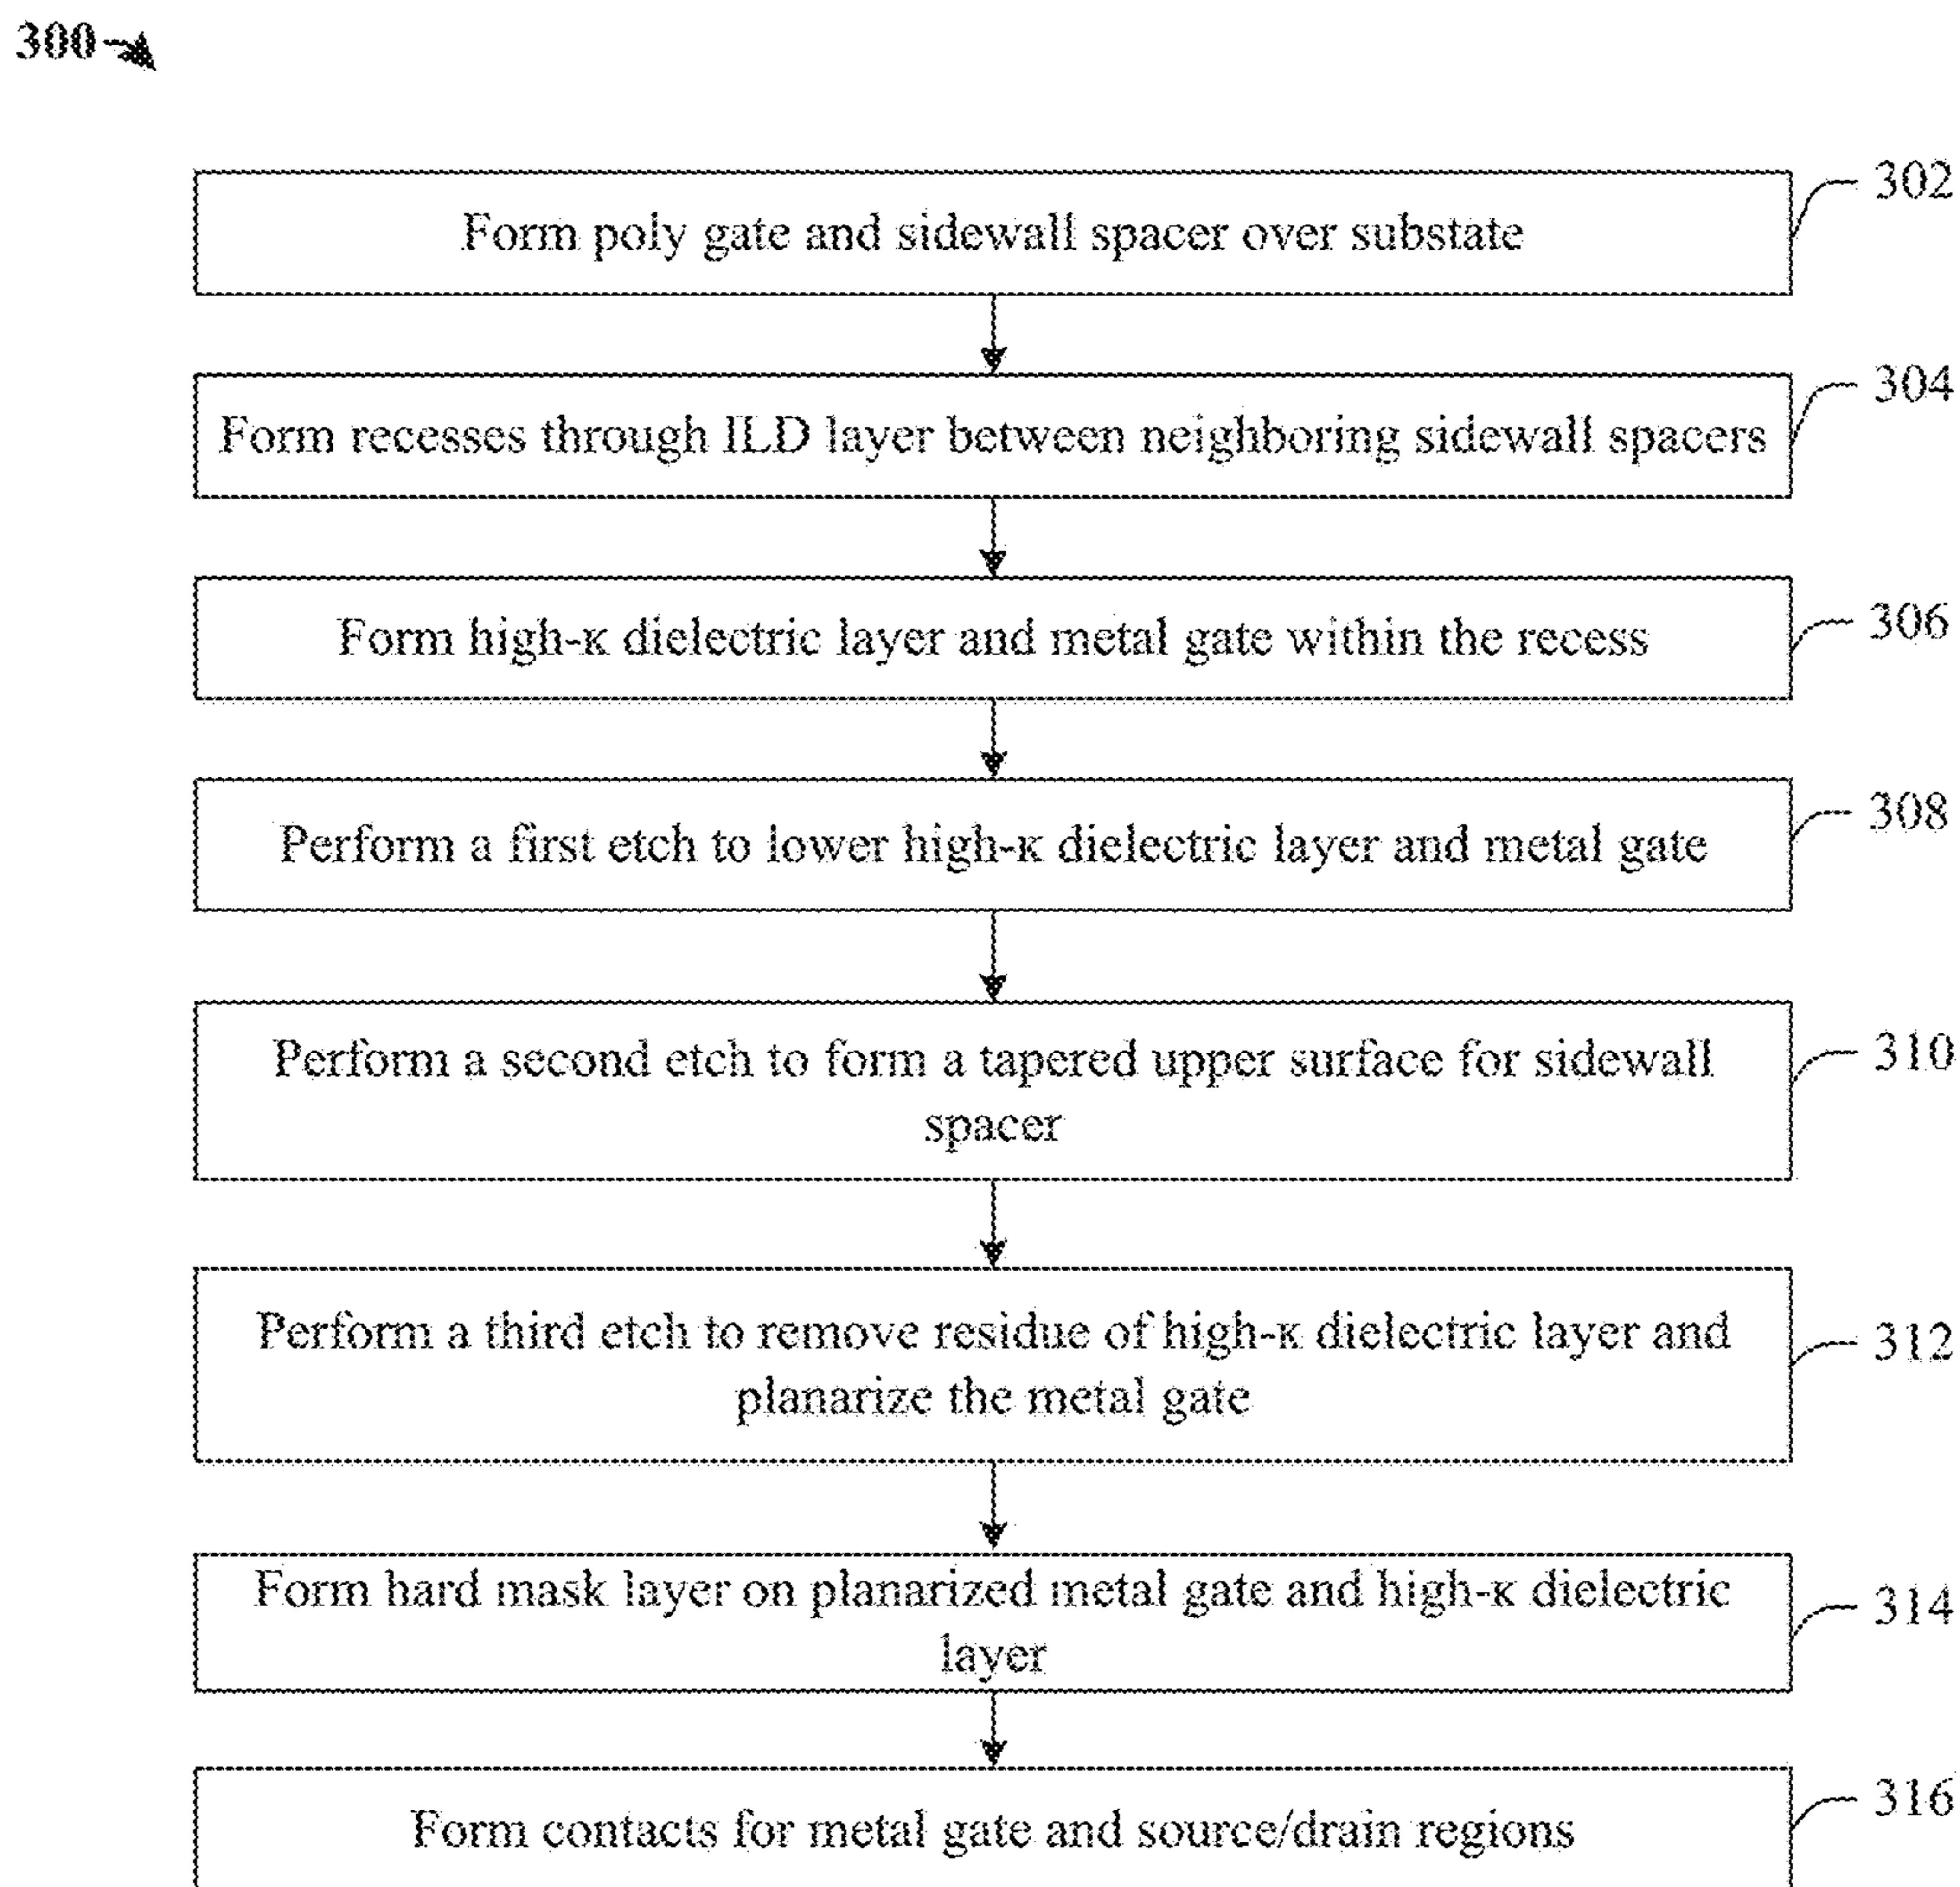 300
Form poly gate and sidewall spacer over substate
302
Form recesses through ILD layer between neighboring sidewall spacers
304
Form high-κ dielectric layer and metal gate within the recess
306
Perform a first etch to lower high-κ dielectric layer and metal gate
308
Perform a second etch to form a tapered upper surface for sidewall
spacer
310
Perform a third etch to remove residue of high-κ dielectric layer and
planarize the metal gate
312
Form hard mask layer on planarized metal gate and high-κ dielectric
layer
314
Form contacts for metal gate and source/drain regions
316